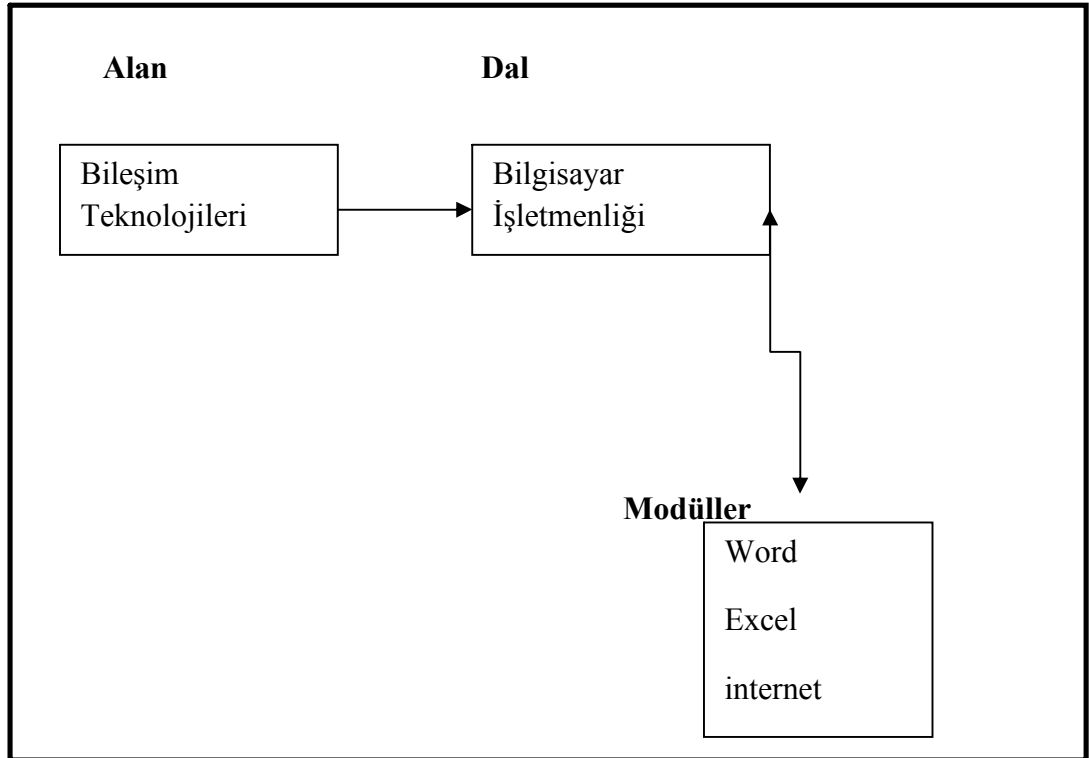 Alan
Dal
Bileşim
Teknolojileri
Bilgisayar
İşletmenliği
Modüller
Word
Excel
internet